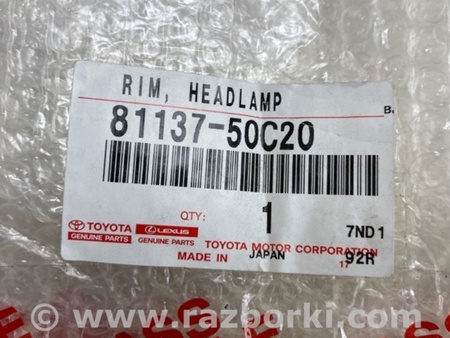 RIM, HEADLAMP
B.
81137-50C20
QTY: 1 7ND1
TOYOTA LEXUS
GENUINE PARTS GENUINE PARTS TOYOTA MOTOR CORPORATION
MADE IN JAPAN 17 92R
© www.razborki.com